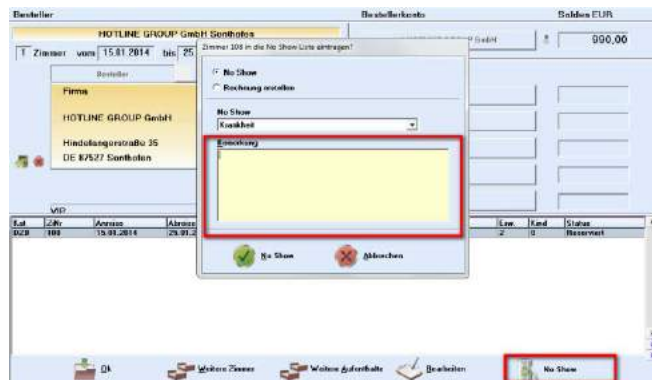 Besteller
Bestellerkonto
Saldos EUR
HOTLINE GROUP GmbH Sonthofen
GmbH
990,00
1 Zimmer vom 15.01.2014 bis 25
Zimmer 108 in die No Show Liste eintragen?
Besteller
No Show
Rechnung erstellen
Firma
HOTLINE GROUP GmbH
Hindelangerstraße 35
DE 87527 Sonthofen
No Show
Krankheit
Bemerkung
VIP
No Show
Abbrechen
Kat
ZiNr
Anreise
Abreise
Erw.
Kind
Status
DZB
108
15.01.2014
25.01.2
2
0
Reserviert
Ok
Weitere Zimmer
Weitere Aufenthalte
Bearbeiten
No Show